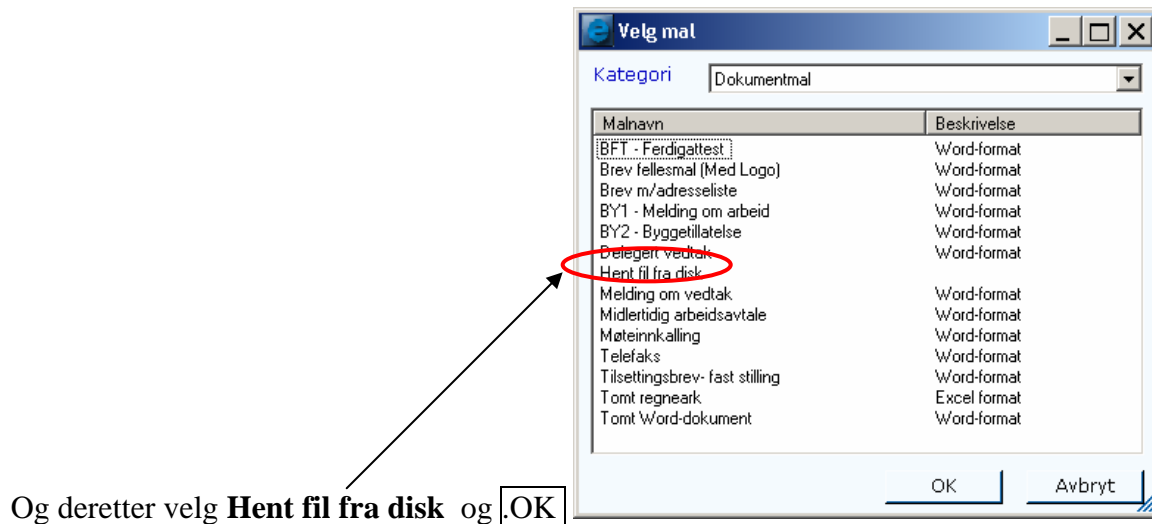 Velg mal
Kategori Dokumentmal
Malnavn Beskrivelse
BFT - Ferdigattest Word-format
Brev fellesmal (Med Logo) Word-format
Brev m/adresseliste Word-format
BY1 - Melding om arbeid Word-format
BY2 - Byggetillatelse Word-format
Delegert vedtak Word-format
Hent fil fra disk
Melding om vedtak Word-format
Midlertidig arbeidsavtale Word-format
Møteinnkalling Word-format
Telefaks Word-format
Tilsettingsbrev- fast stilling Word-format
Tomt regneark Excel format
Tomt Word-dokument Word-format
OK Avbryt
Og deretter velg Hent fil fra disk og .OK